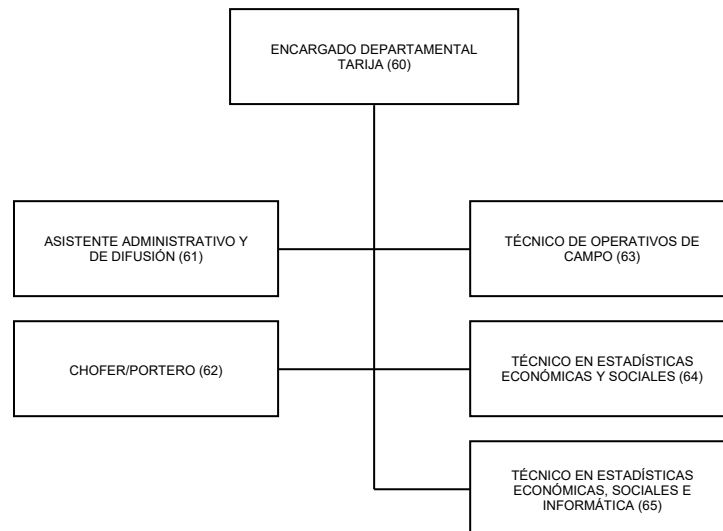 ENCARGADO DEPARTAMENTAL
TARIJA (60)
ASISTENTE ADMINISTRATIVO Y
DE DIFUSIÓN (61)
TÉCNICO DE OPERATIVOS DE
CAMPO (63)
CHOFER/PORTERO (62)
TÉCNICO EN ESTADÍSTICAS
ECONÓMICAS Y SOCIALES (64)
TÉCNICO EN ESTADÍSTICAS
ECONÓMICAS, SOCIALES E
INFORMÁTICA (65)